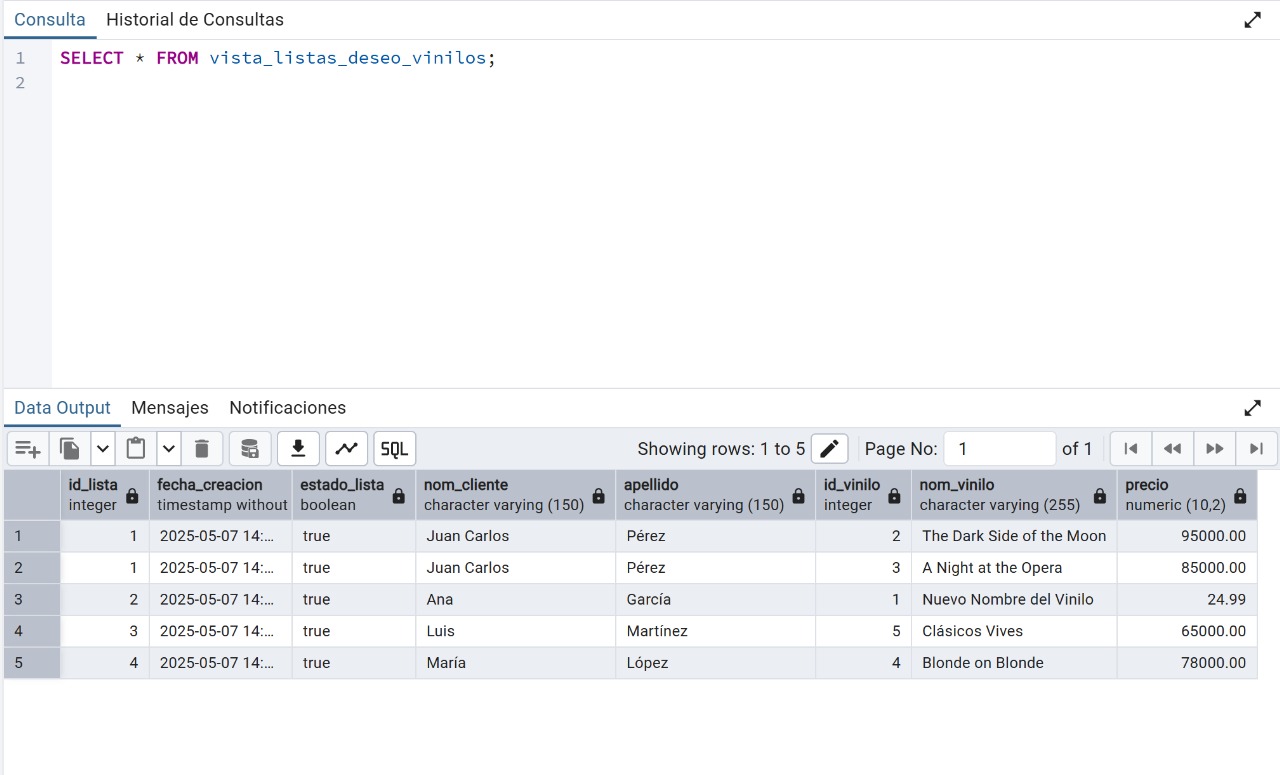 Consulta Historial de Consultas
1 SELECT * FROM vista_listas_deseo_vinilos;
2
Data Output Mensajes Notificaciones
SQL Showing rows: 1 to 5 Page No: 1 of 1
id_lista fecha_creacion estado_lista nom_cliente apellido id_vinilo nom_vinilo precio
integer timestamp without boolean character varying (150) character varying (150) integer character varying (255) numeric (10,2)
1 1 2025-05-07 14:... true Juan Carlos Pérez 2 The Dark Side of the Moon 95000.00
2 1 2025-05-07 14:... true Juan Carlos Pérez 3 A Night at the Opera 85000.00
3 2 2025-05-07 14:... true Ana García 1 Nuevo Nombre del Vinilo 24.99
4 3 2025-05-07 14:... true Luis Martínez 5 Clásicos Vives 65000.00
5 4 2025-05-07 14:... true María López 4 Blonde on Blonde 78000.00